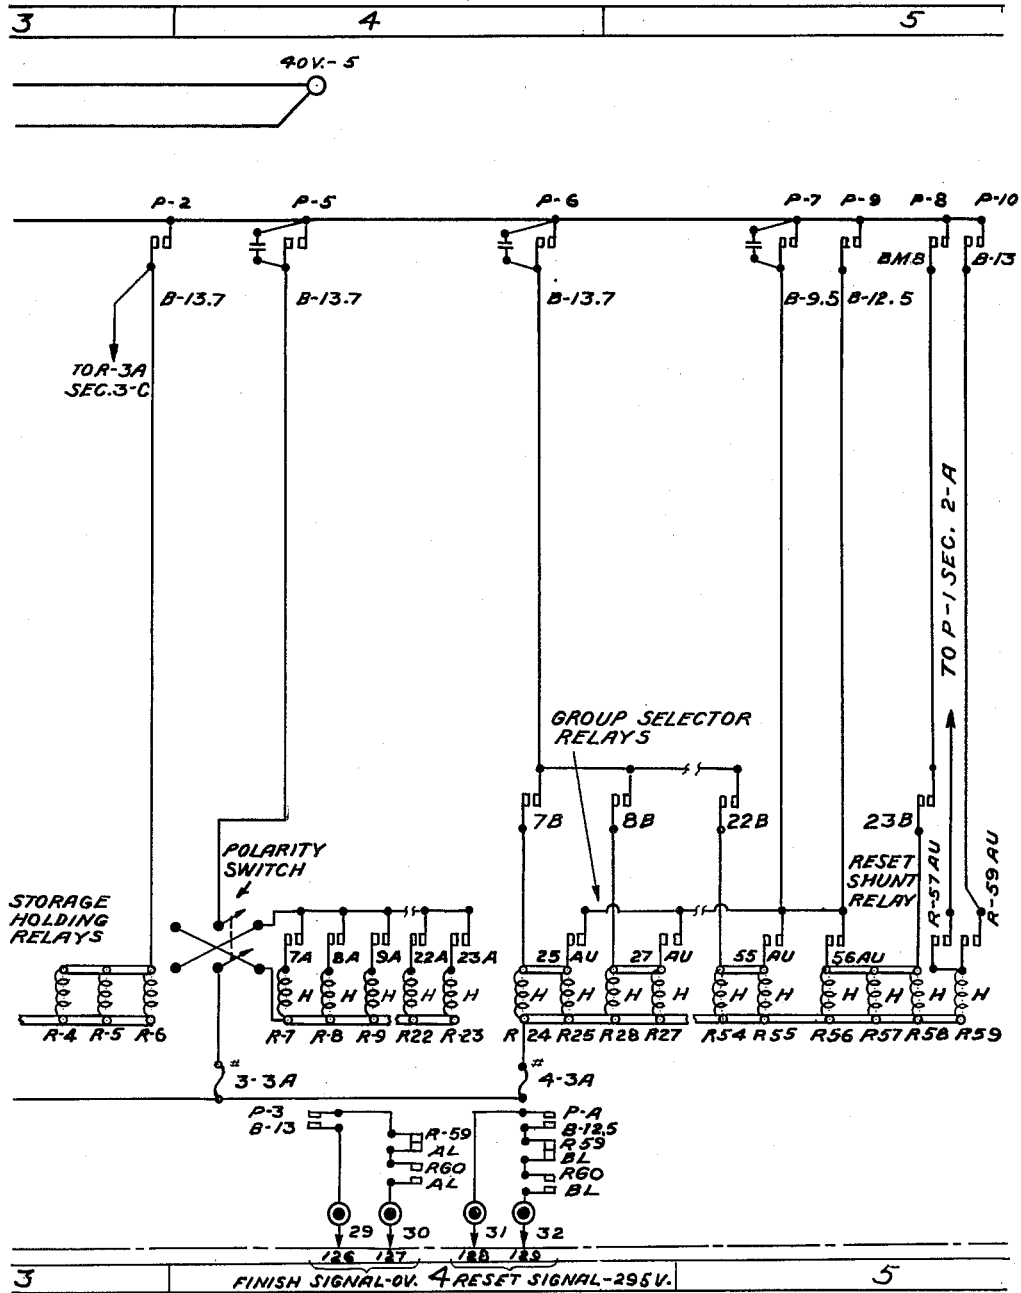 3 4 5
40V.-5
P-2 P-5 P-6 P-7 P-9 P-8 P-10
BM8 B-13
B-13.7 B-13.7 B-13.7 B-9.5 B-12.5
TO R-3A
SEC.3-C
TO P-1 SEC. 2-A
GROUP SELECTOR
RELAYS
7B 8B 22B 23B
POLARITY
SWITCH
RESET
SHUNT
RELAY
R-57AU
R-59AU
STORAGE
HOLDING
RELAYS
7A 8A 9A 22A 23A 25 AU 27 AU 55 AU 56AU
H H H H H H H H H H H H H H
R-4 R-5 R-6 R-7 R-8 R-9 R22 R-23 R 24 R25 R28 R27 R54 R55 R56 R57 R58 R59
# 3-3A # 4-3A
P-3 P-A
B-13 B-12.5
R-59 R-59
AL BL
R60 R60
AL BL
29 30 31 32
126 127 128 129
3 FINISH SIGNAL-0V. 4 RESET SIGNAL-295V. 5